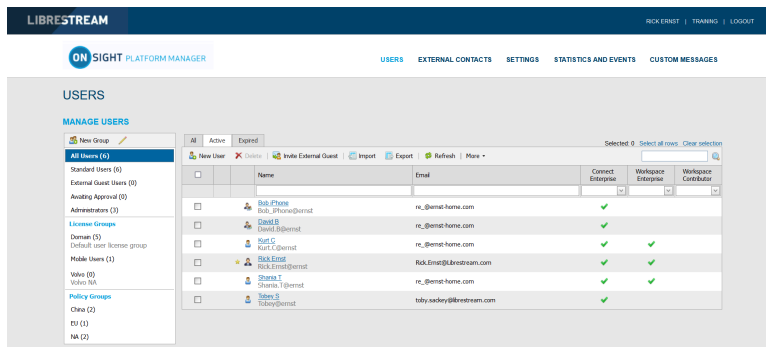 LIBRESTREAM
RICK ERNST | TRAINING | LOGOUT
ON SIGHT PLATFORM MANAGER
USERS EXTERNAL CONTACTS SETTINGS STATISTICS AND EVENTS CUSTOM MESSAGES
USERS
MANAGE USERS
New Group
All Users (6)
Standard Users (6)
External Guest Users (0)
Awaiting Approval (0)
Administrators (3)
License Groups
Domain (5)
Default user license group
Mobile Users (1)
Volvo (0)
Volvo NA
Policy Groups
China (2)
EU (1)
NA (2)
All Active Expired
Selected: 0 Select all rows Clear selection
New User Delete Invite External Guest Import Export Refresh More
Name Email Connect Enterprise Workspace Enterprise Workspace Contributor
Bob iPhone
Bob_IPhone@ernst re_@ernst-home.com
David B
David.B@ernst re_@ernst-home.com
Kurt C
Kurt.C@ernst re_@ernst-home.com
Rick Ernst
Rick.Ernst@ernst Rick.Ernst@Librestream.com
Shania T
Shania.T@ernst re_@ernst-home.com
Tobey S
Tobey@ernst toby.sackey@librestream.com